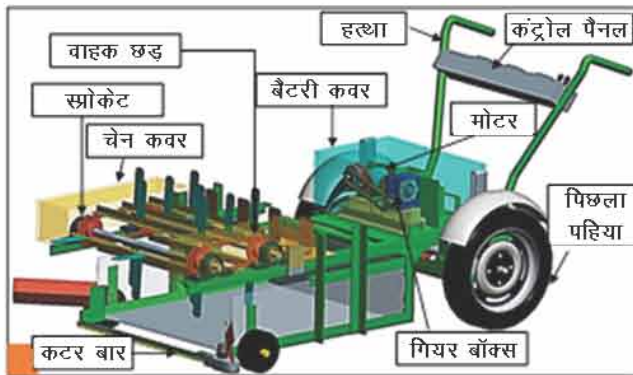 हत्था
कंट्रोल पैनल
वाहक छड़
बैटरी कवर
स्प्रोकेट
मोटर
चेन कवर
पिछला
पहिया
गियर बॉक्स
कटर बार